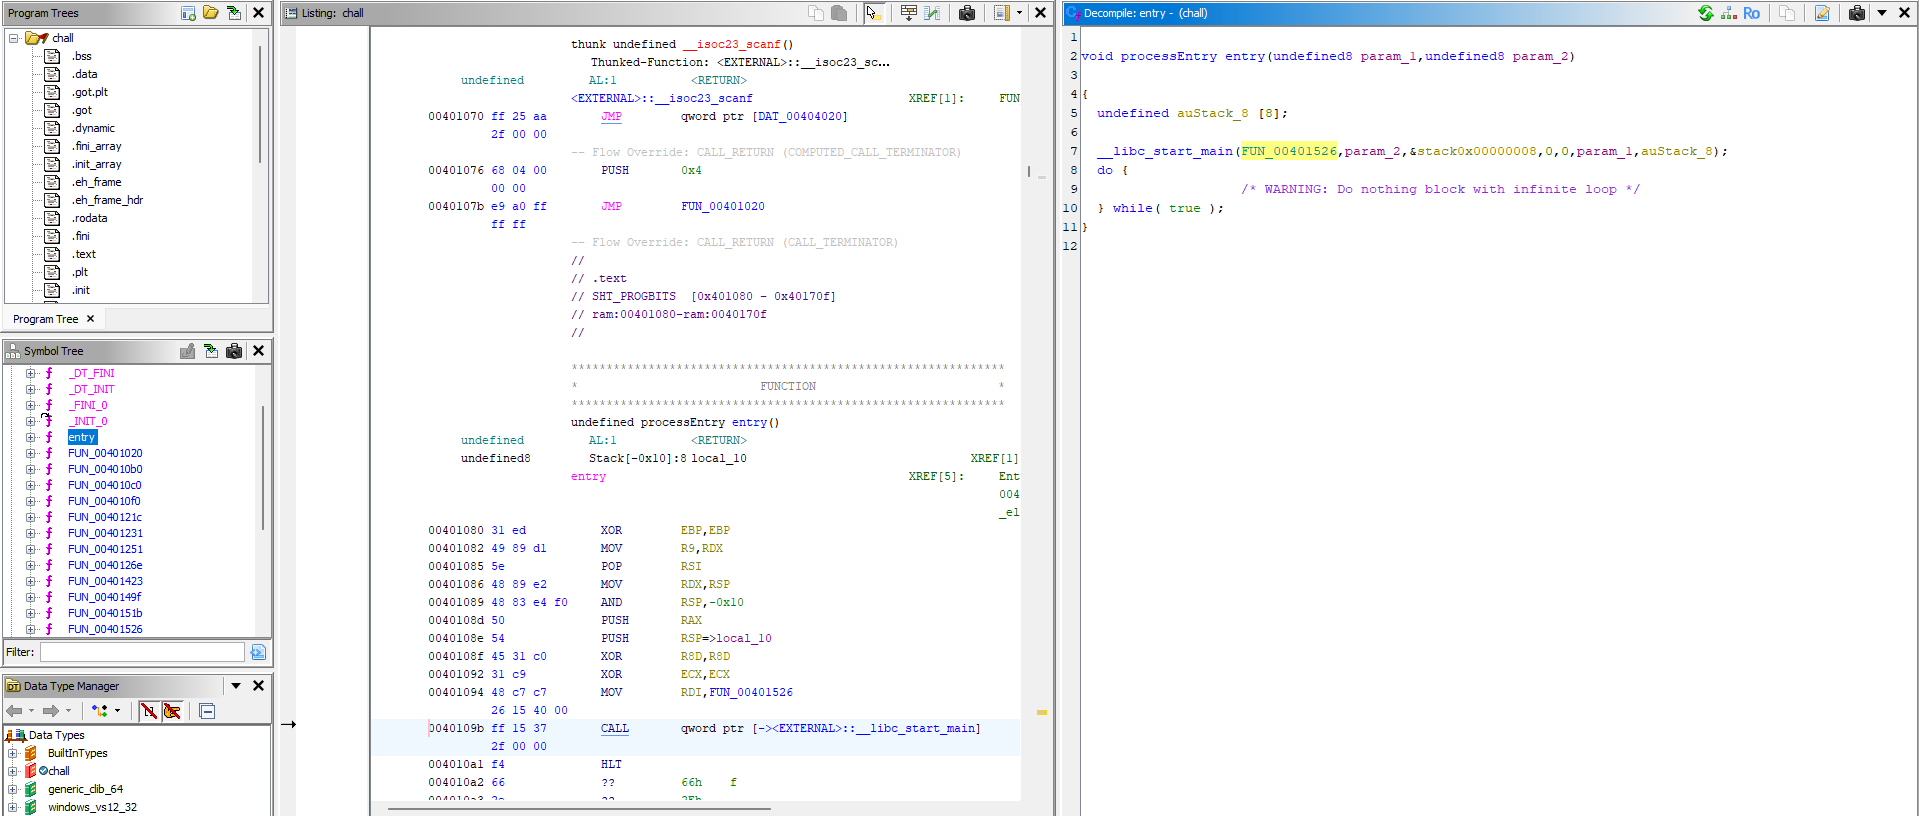 Program Trees
chall
.bss
.data
.got.plt
.got
.dynamic
.fini_array
.init_array
.eh_frame
.eh_frame_hdr
.rodata
.fini
.text
.plt
.init
Program Tree
Symbol Tree
_DT_FINI
_DT_INIT
_FINI_0
_INIT_0
entry
FUN_00401020
FUN_004010b0
FUN_004010c0
FUN_004010f0
FUN_0040121c
FUN_00401231
FUN_00401251
FUN_0040126e
FUN_00401423
FUN_0040149f
FUN_0040151b
FUN_00401526
Filter:
Data Type Manager
Data Types
BuiltInTypes
chall
generic_clib_64
windows_vs12_32
Listing: chall
thunk undefined __isoc23_scanf()
Thunked-Function: <EXTERNAL>::__isoc23_sc...
undefined AL:1 <RETURN>
<EXTERNAL>::__isoc23_scanf XREF[1]: FUN
00401070 ff 25 aa JMP qword ptr [DAT_00404020]
2f 00 00
-- Flow Override: CALL_RETURN (COMPUTED_CALL_TERMINATOR)
00401076 68 04 00 PUSH 0x4
00 00
0040107b e9 a0 ff JMP FUN_00401020
ff ff
-- Flow Override: CALL_RETURN (CALL_TERMINATOR)
//
// .text
// SHT_PROGBITS [0x401080 - 0x40170f]
// ram:00401080-ram:0040170f
//
**************************************************************
* FUNCTION *
**************************************************************
undefined processEntry entry()
undefined AL:1 <RETURN>
undefined8 Stack[-0x10]:8 local_10 XREF[1]
entry XREF[5]: Ent
004
_el
00401080 31 ed XOR EBP,EBP
00401082 49 89 d1 MOV R9,RDX
00401085 5e POP RSI
00401086 48 89 e2 MOV RDX,RSP
00401089 48 83 e4 f0 AND RSP,-0x10
0040108d 50 PUSH RAX
0040108e 54 PUSH RSP=>local_10
0040108f 45 31 c0 XOR R8D,R8D
00401092 31 c9 XOR ECX,ECX
00401094 48 c7 c7 MOV RDI,FUN_00401526
26 15 40 00
0040109b ff 15 37 CALL qword ptr [-><EXTERNAL>::__libc_start_main]
2f 00 00
004010a1 f4 HLT
004010a2 66 ?? 66h f
004010a3 2e ?? 2Eh
Decompile: entry - (chall)
Ro
1
2 void processEntry entry(undefined8 param_1,undefined8 param_2)
3
4 {
5 undefined auStack_8 [8];
6
7 __libc_start_main(FUN_00401526,param_2,&stack0x00000008,0,0,param_1,auStack_8);
8 do {
9 /* WARNING: Do nothing block with infinite loop */
10 } while( true );
11 }
12